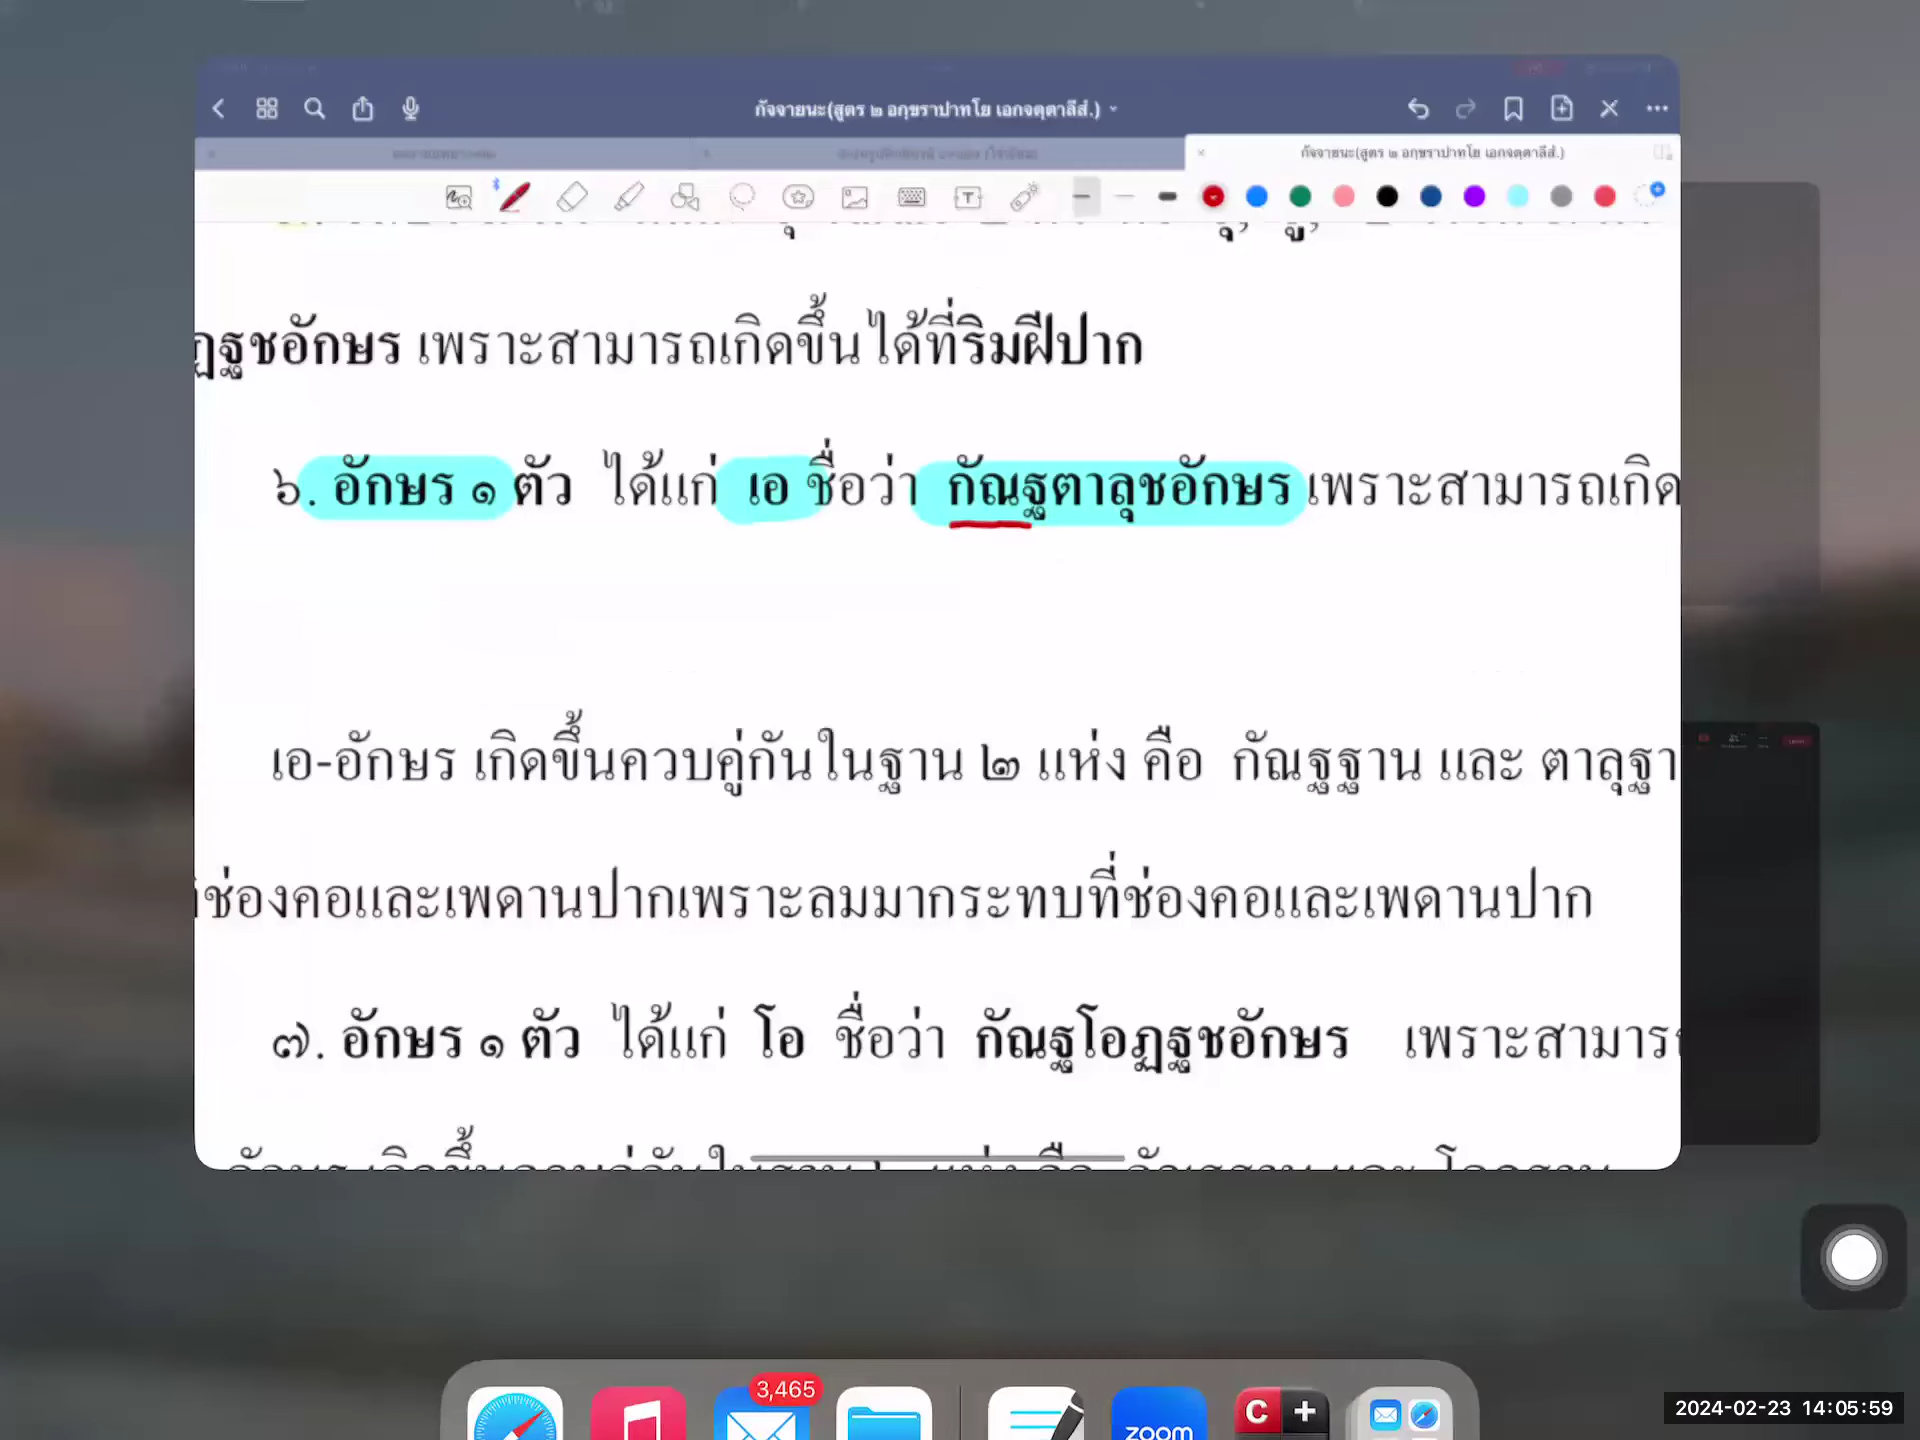 กัจจายนะ(สูตร ๒ อกฺขราปาทโย เอกจตฺตาลีสํ.)
กัจจายนะ(สูตร ๒ อกฺขราปาทโย เอกจตฺตาลีสํ.)
ฏฺฐชอักษร เพราะสามารถเกิดขึ้นได้ที่ริมฝีปาก
๖. อักษร ๑ ตัว ได้แก่ เอ ชื่อว่า กัณฐตาลุชอักษร เพราะสามารถเกิด
เอ-อักษร เกิดขึ้นควบคู่กันในฐาน ๒ แห่ง คือ กัณฐฐาน และ ตาลุฐา
ช่องคอและเพดานปากเพราะลมมากระทบที่ช่องคอและเพดานปาก
๗. อักษร ๑ ตัว ได้แก่ โอ ชื่อว่า กัณฐโอฏฐชอักษร เพราะสามาร
3,465
zoom
C +
2024-02-23 14:05:59